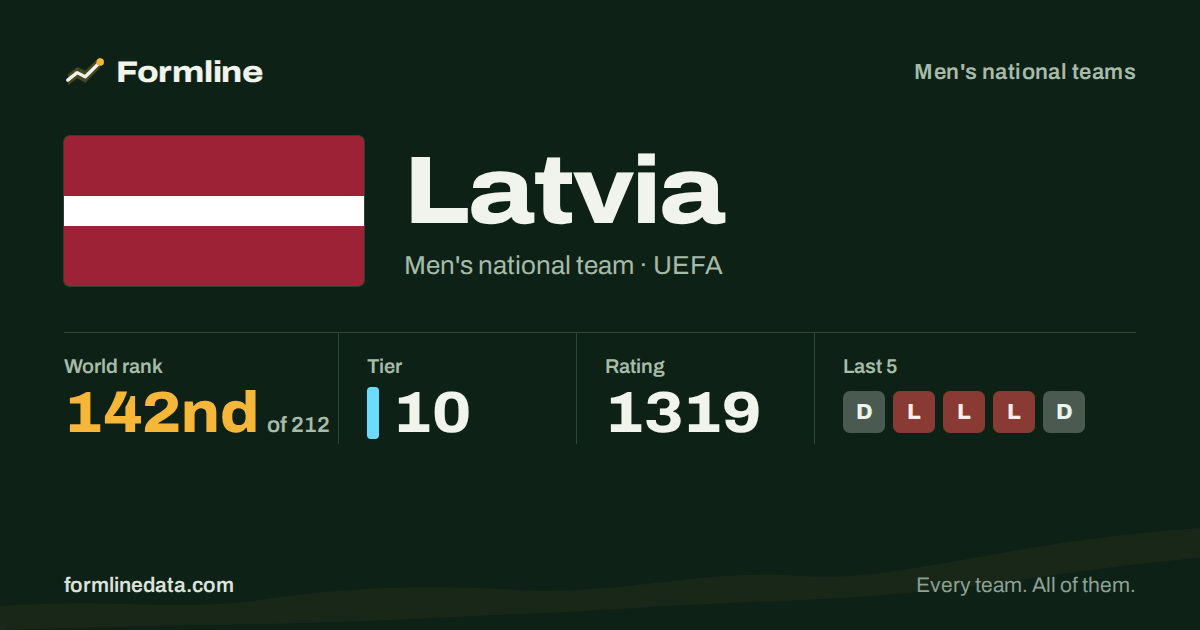 Formline
Men's national teams
Latvia
Men's national team · UEFA
World rank
142nd of 212
Tier
10
Rating
1319
Last 5
D L L L D
formlinedata.com
Every team. All of them.